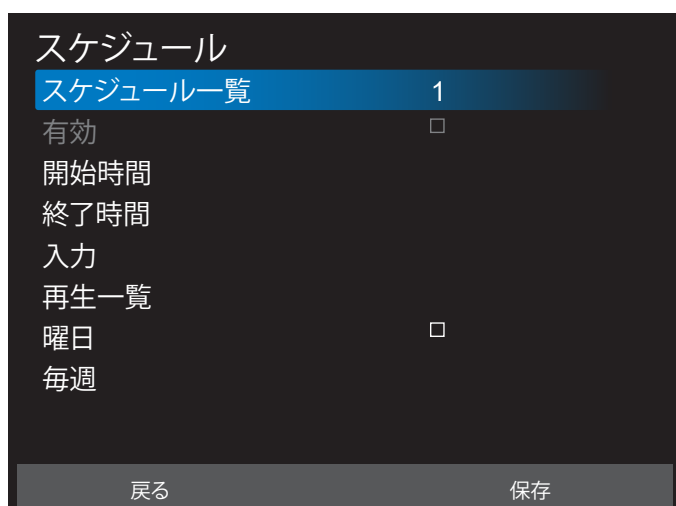 スケジュール
スケジュール一覧 1
有効 □
開始時間
終了時間
入力
再生一覧
曜日 □
毎週
戻る 保存